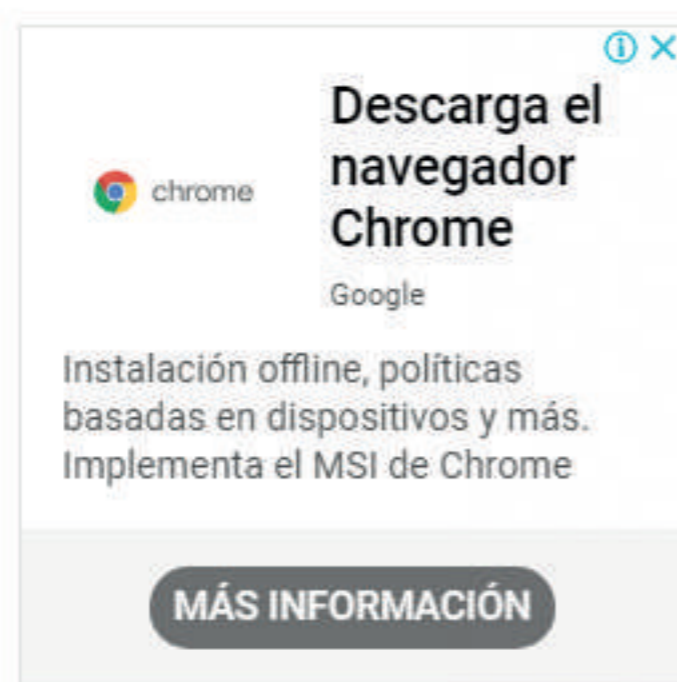 Descarga el
navegador
Chrome
chrome
Google
Instalación offline, políticas
basadas en dispositivos y más.
Implementa el MSI de Chrome
MÁS INFORMACIÓN